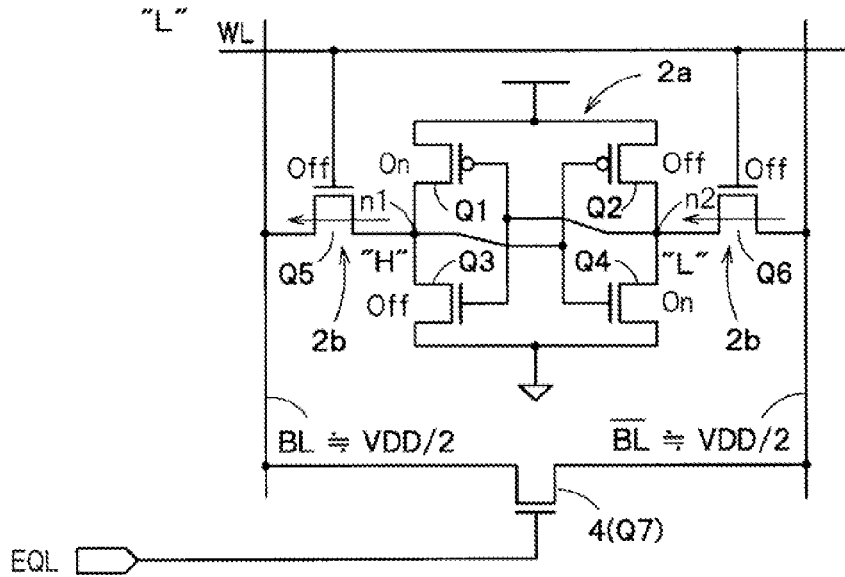 "L"
WL
2a
Off
On
Off
Off
n1
Q1
Q2
n2
Q5
"H"
Q3
Q4
"L"
Q6
2b
Off
On
2b
BL ≒ VDD/2
B̅L̅ ≒ VDD/2
4(Q7)
EQL